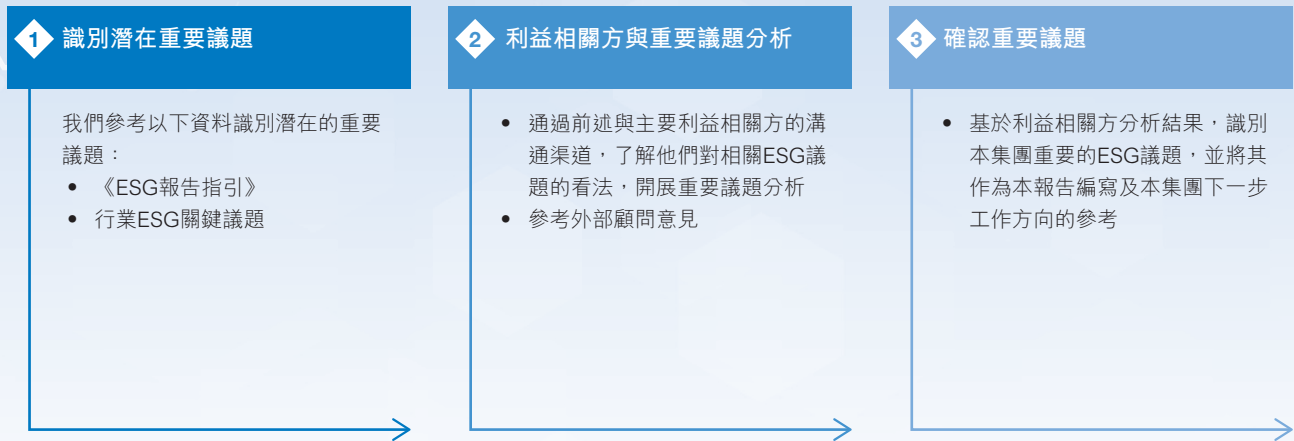 1 識別潛在重要議題
我們參考以下資料識別潛在的重要
議題：
• 《ESG報告指引》
• 行業ESG關鍵議題
2 利益相關方與重要議題分析
• 通過前述與主要利益相關方的溝
通渠道，了解他們對相關ESG議
題的看法，開展重要議題分析
• 參考外部顧問意見
3 確認重要議題
• 基於利益相關方分析結果，識別
本集團重要的ESG議題，並將其
作為本報告編寫及本集團下一步
工作方向的參考